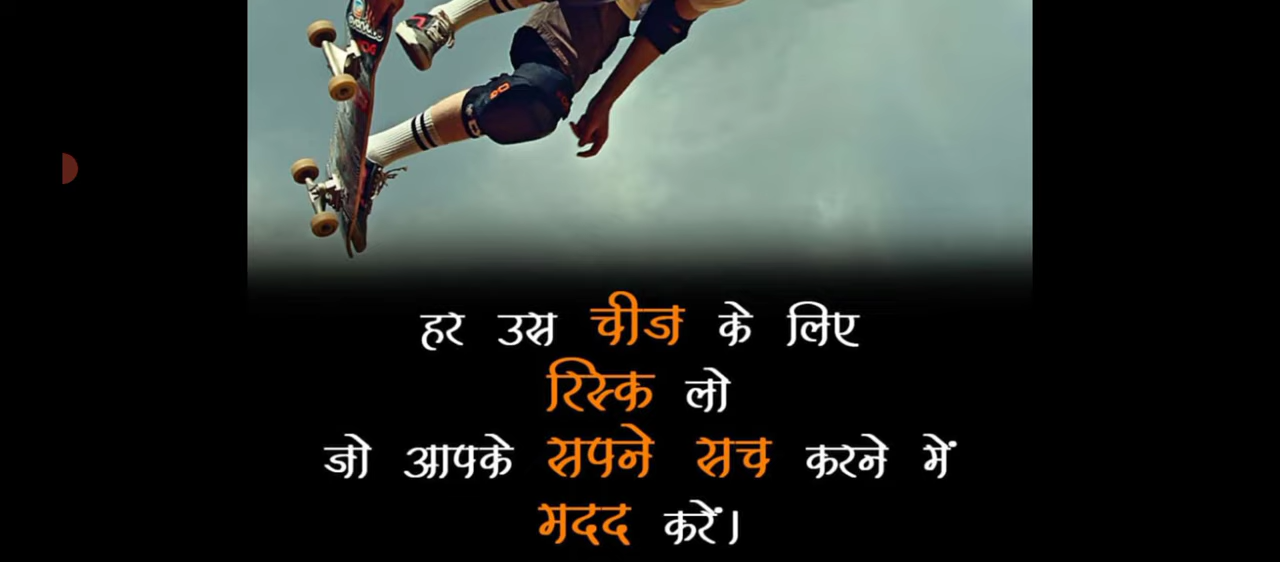 हर उस चीज के लिए
रिस्क लो
जो आपके सपने सच करने में
मदद करें।